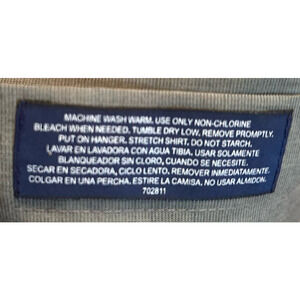 MACHINE WASH WARM. USE ONLY NON-CHLORINE
BLEACH WHEN NEEDED. TUMBLE DRY LOW. REMOVE PROMPTLY.
PUT ON HANGER. STRETCH SHIRT. DO NOT STARCH.
LAVAR EN LAVADORA CON AGUA TIBIA. USAR SOLAMENTE
BLANQUEADOR SIN CLORO, CUANDO SE NECESITE.
SECAR EN SECADORA, CICLO LENTO. REMOVER INMEDIATAMENTE.
COLGAR EN UNA PERCHA. ESTIRE LA CAMISA. NO USAR ALMIDON.
702811